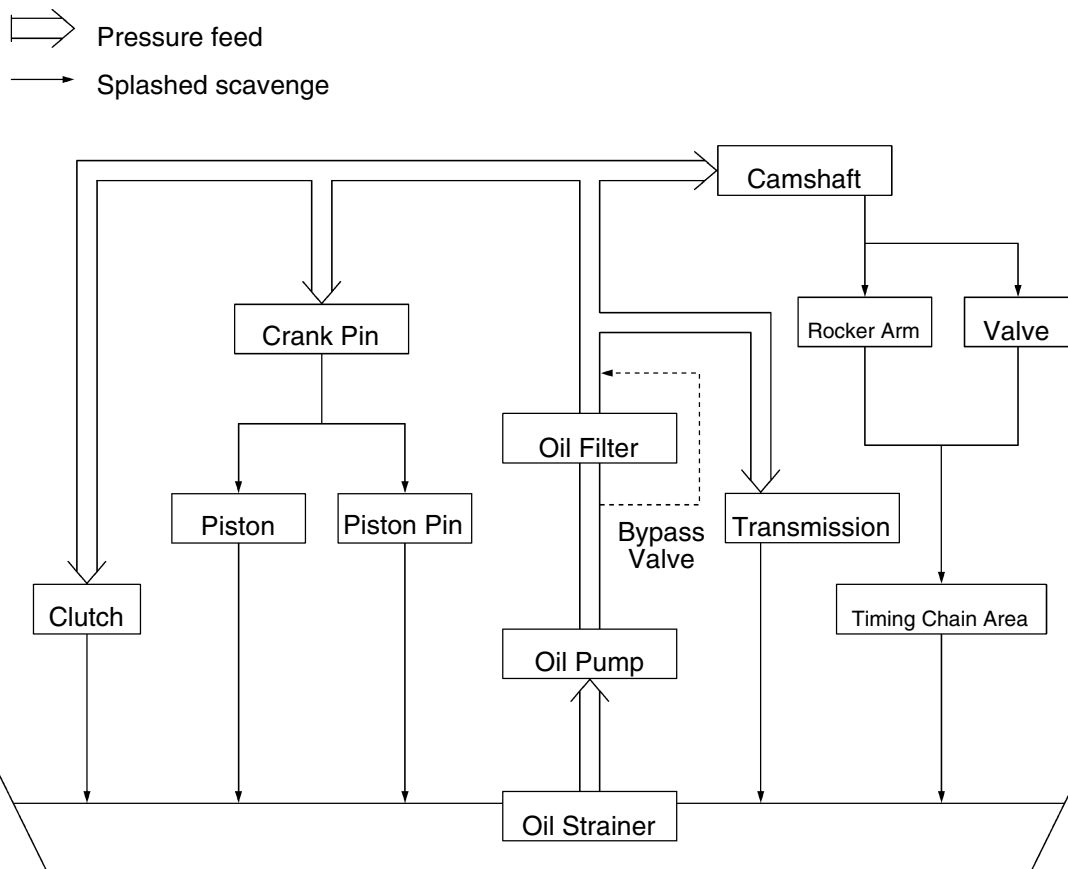 Pressure feed
Splashed scavenge
Camshaft
Crank Pin
Rocker Arm
Valve
Oil Filter
Piston
Piston Pin
Bypass
Valve
Transmission
Clutch
Timing Chain Area
Oil Pump
Oil Strainer